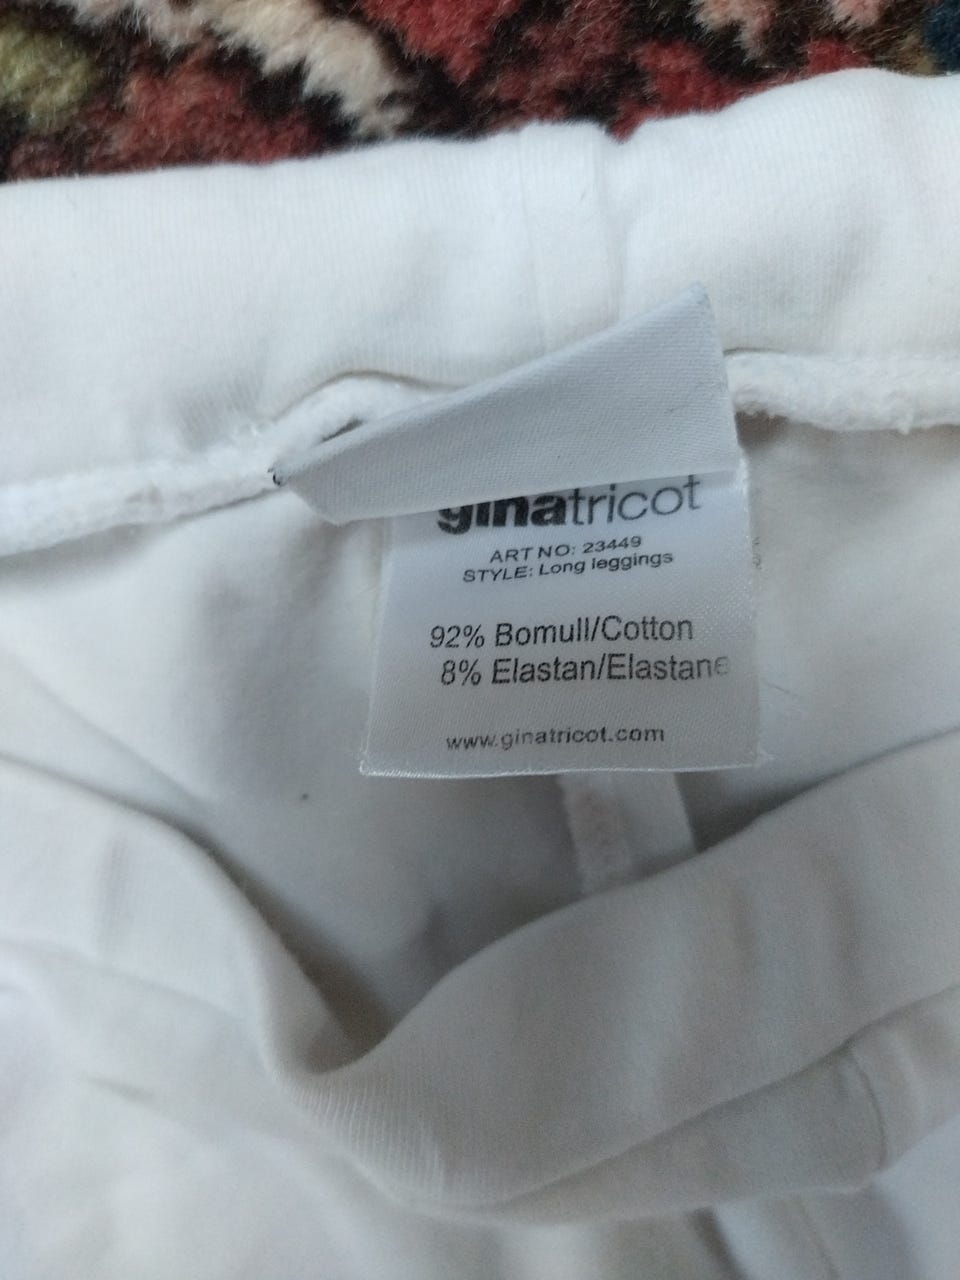 ginatricot
ART NO: 23449
STYLE: Long leggings
92% Bomull/Cotton
8% Elastan/Elastane
www.ginatricot.com